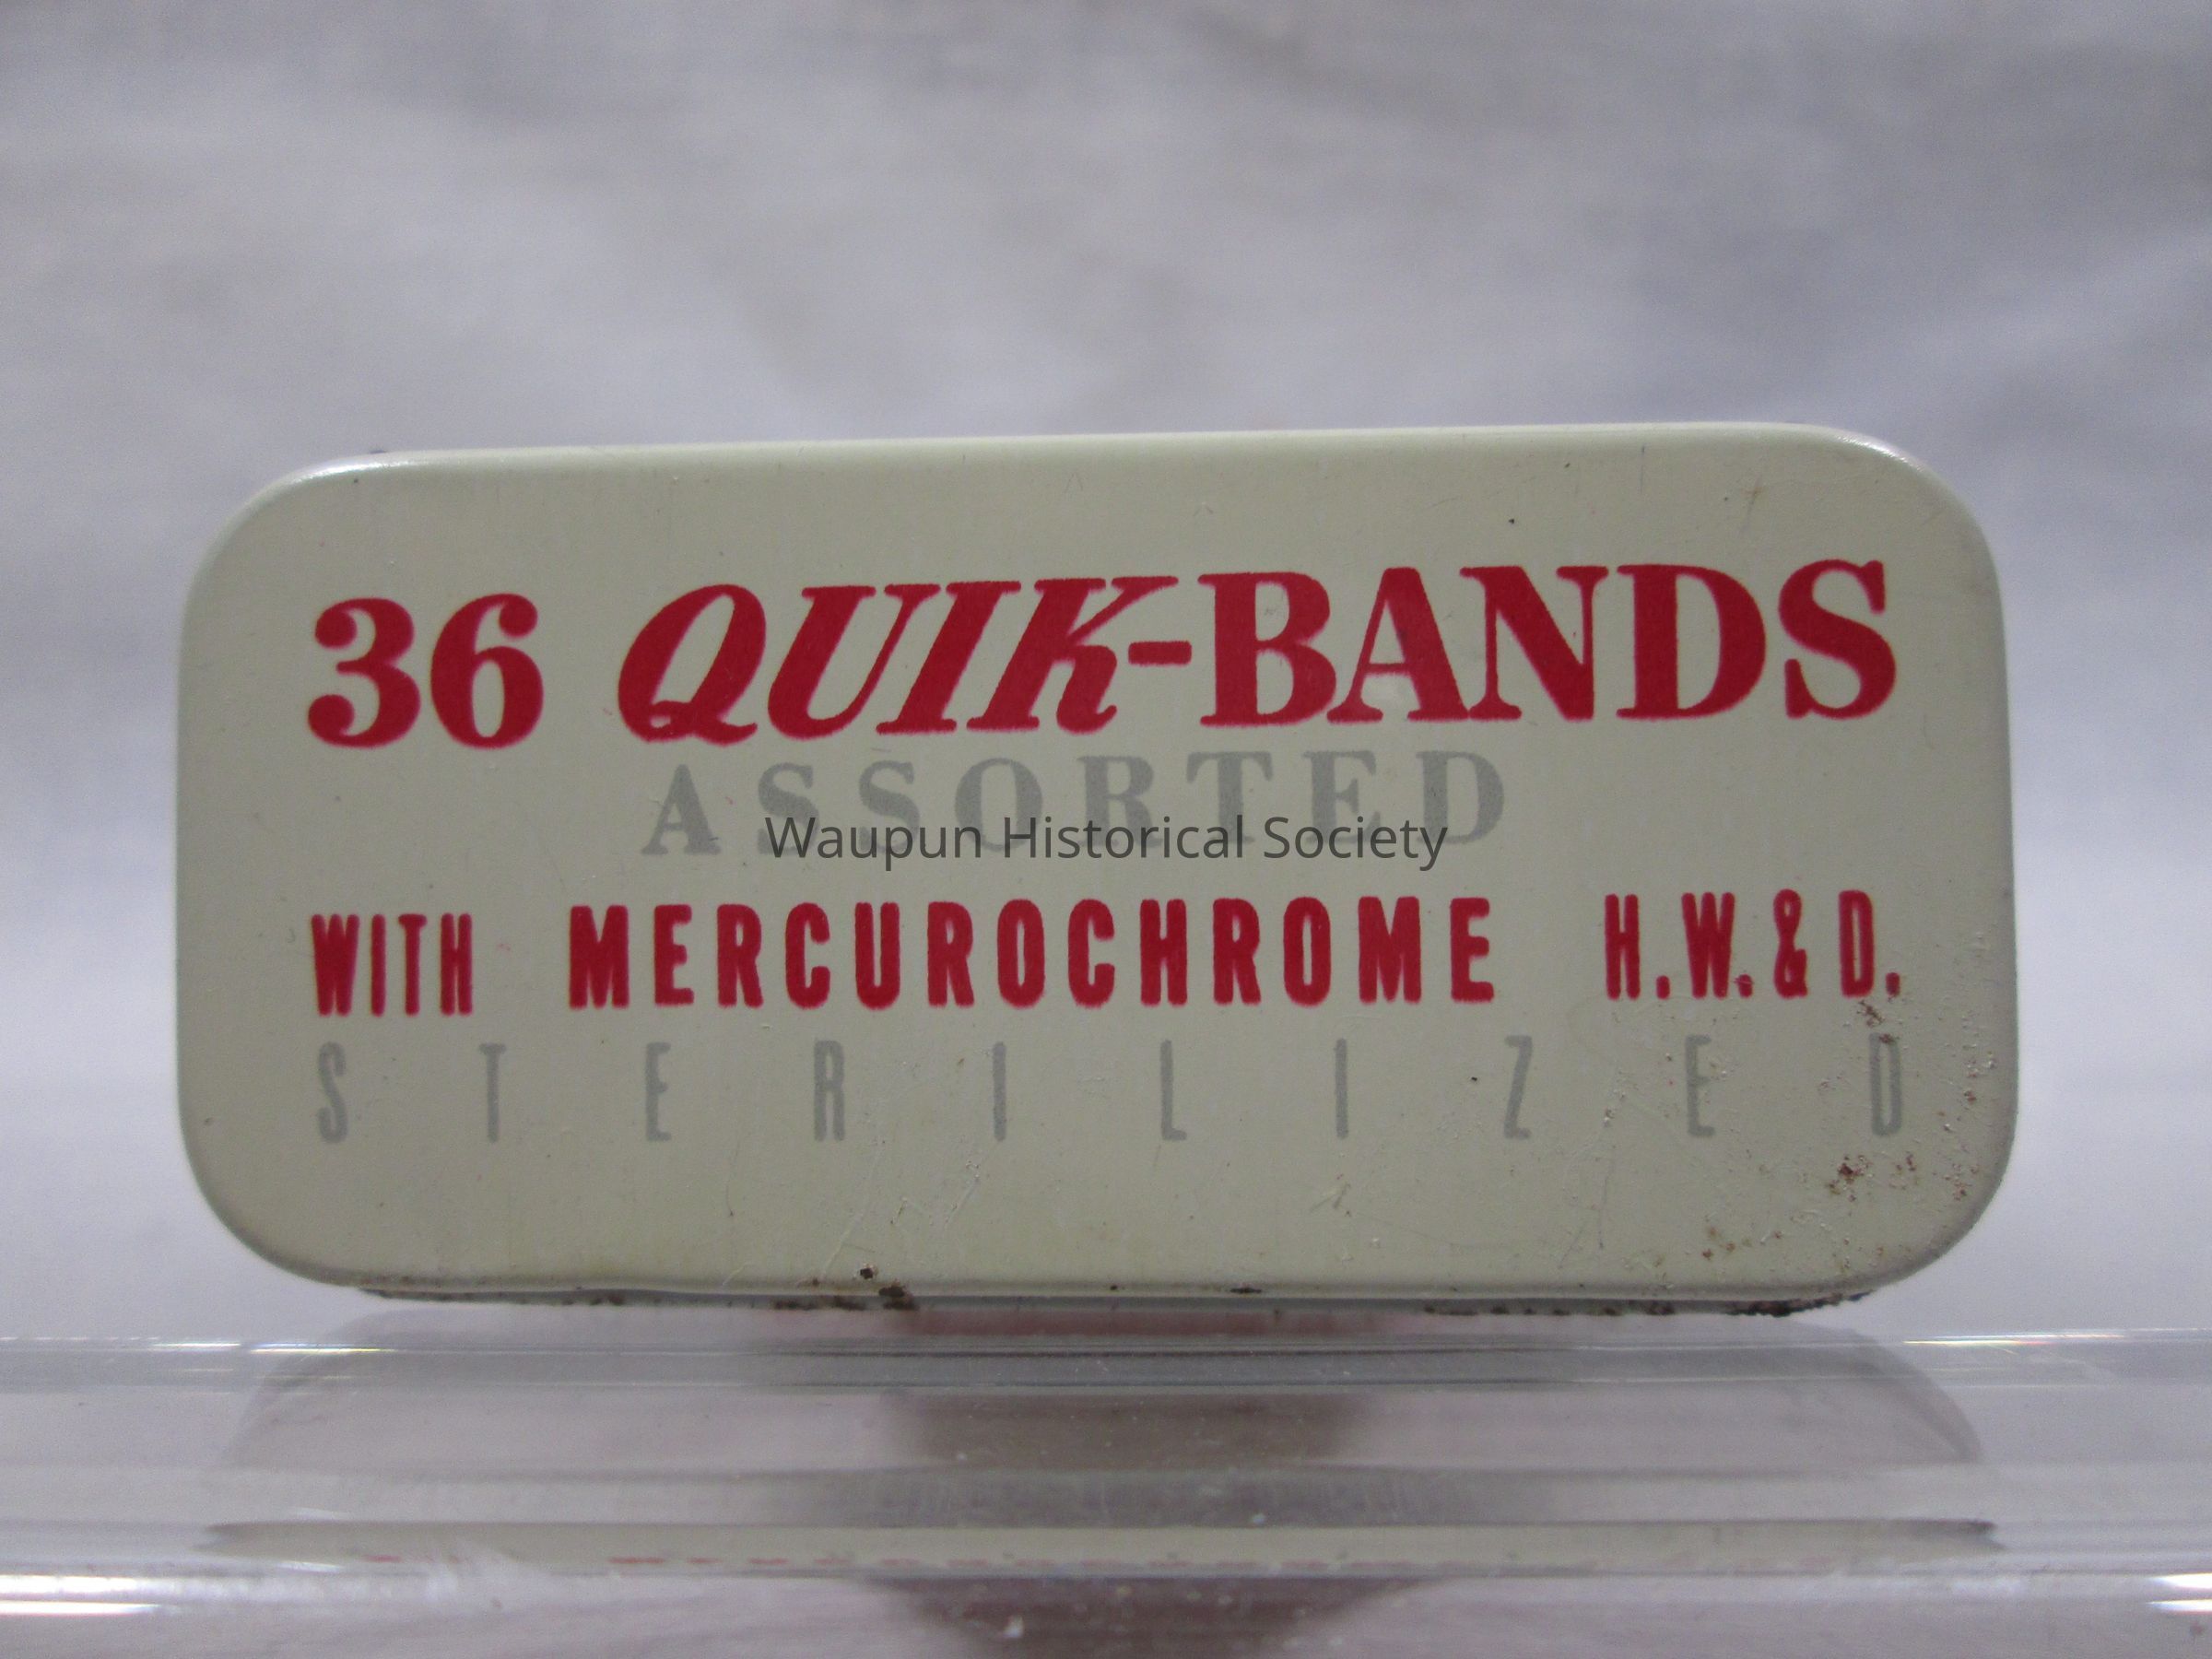 36 QUIK-BANDS
ASSORTED
Waupun Historical Society
WITH MERCUROCHROME H.W.& D.
STERILIZED